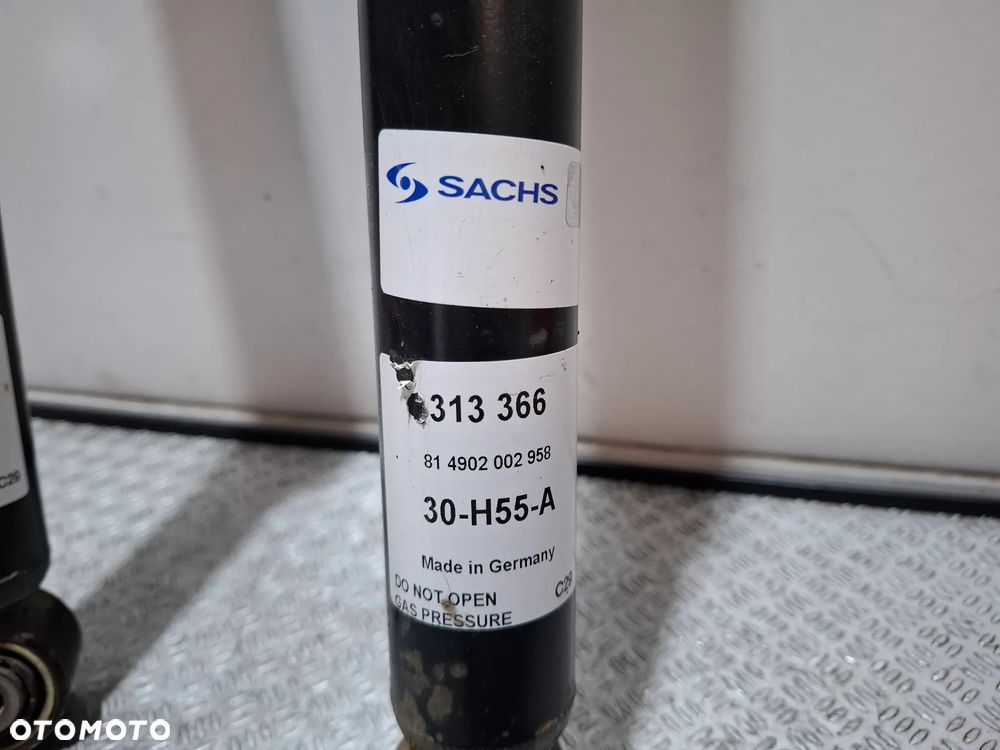 SACHS
313 366
81 4902 002 958
30-H55-A
Made in Germany
DO NOT OPEN
GAS PRESSURE
C29
C29
OTOMOTO